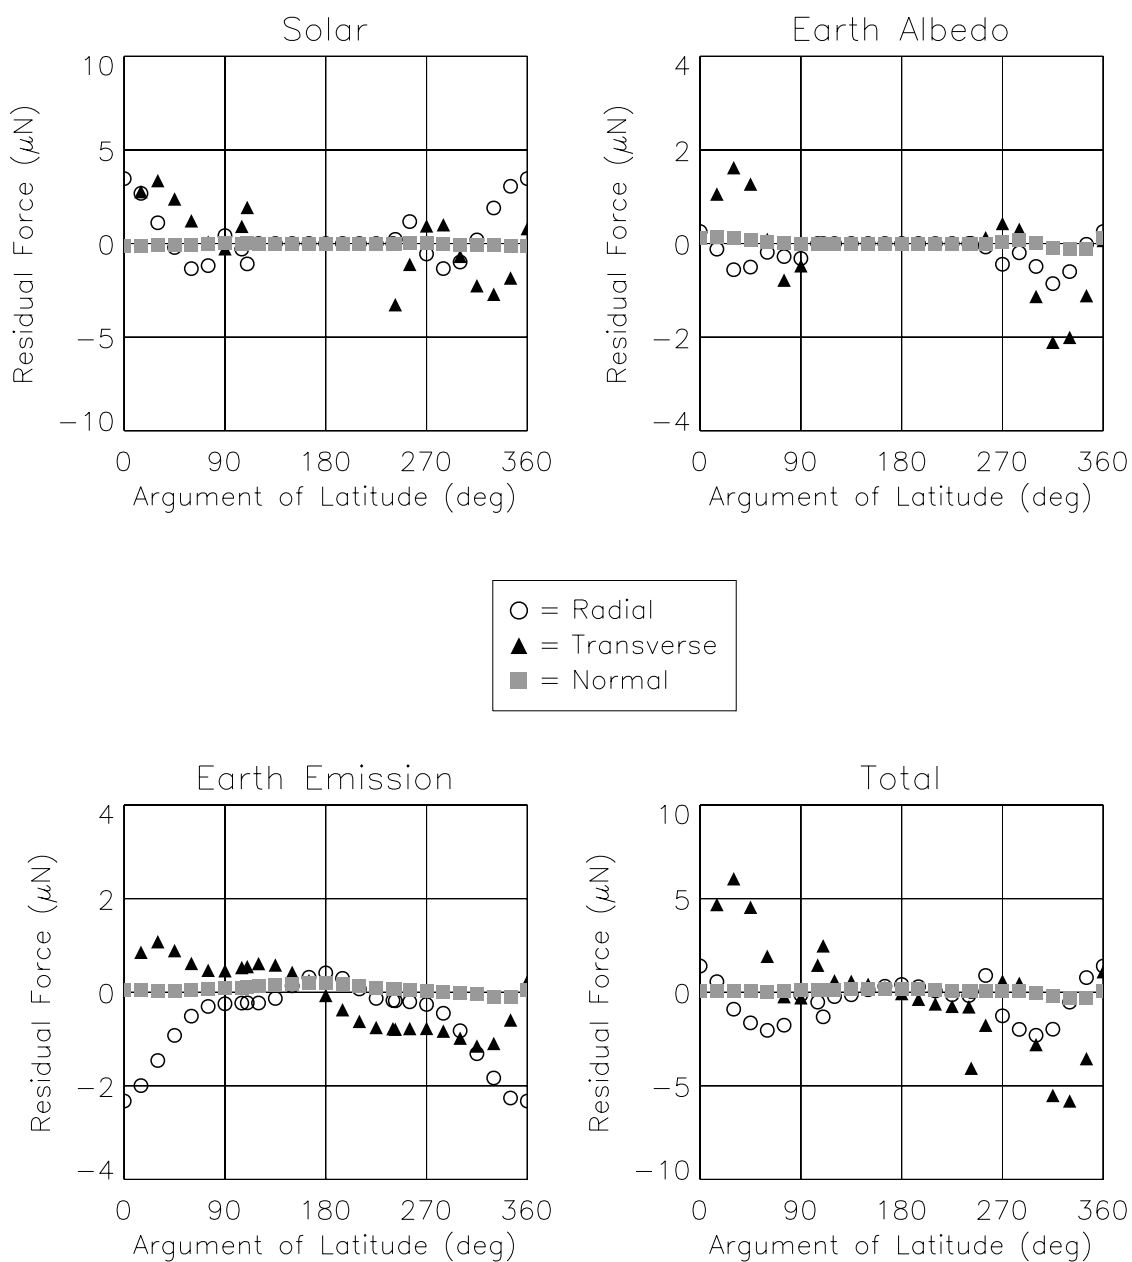 Solar
Earth Albedo
10
5
0
−5
−10
Residual Force (μN)
0 90 180 270 360
Argument of Latitude (deg)
4
2
0
−2
−4
Residual Force (μN)
0 90 180 270 360
Argument of Latitude (deg)
= Radial
= Transverse
= Normal
Earth Emission
Total
4
2
0
−2
−4
Residual Force (μN)
0 90 180 270 360
Argument of Latitude (deg)
10
5
0
−5
−10
Residual Force (μN)
0 90 180 270 360
Argument of Latitude (deg)